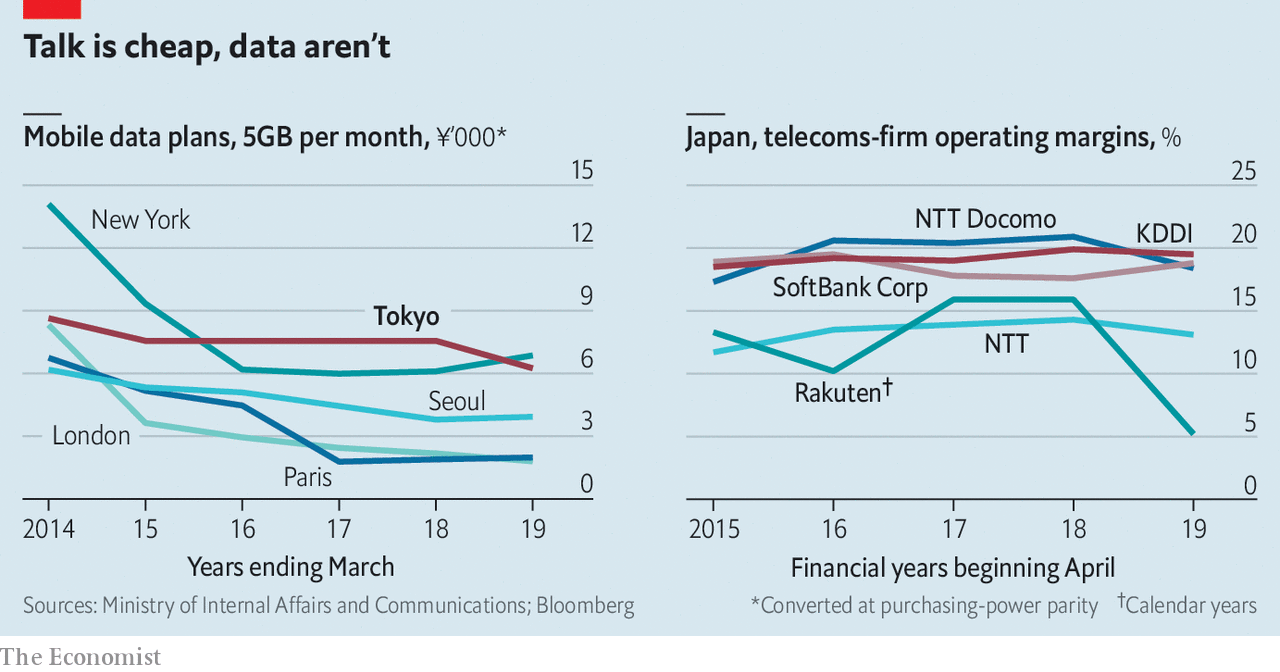 Talk is cheap, data aren't
Mobile data plans, 5GB per month, ¥'000*
15
New York
12
9
Tokyo
6
Seoul
3
London
Paris
0
2014 15 16 17 18 19
Years ending March
Japan, telecoms-firm operating margins, %
25
NTT Docomo
KDDI
20
SoftBank Corp
15
NTT
10
Rakuten†
5
0
2015 16 17 18 19
Financial years beginning April
Sources: Ministry of Internal Affairs and Communications; Bloomberg
*Converted at purchasing-power parity †Calendar years
The Economist